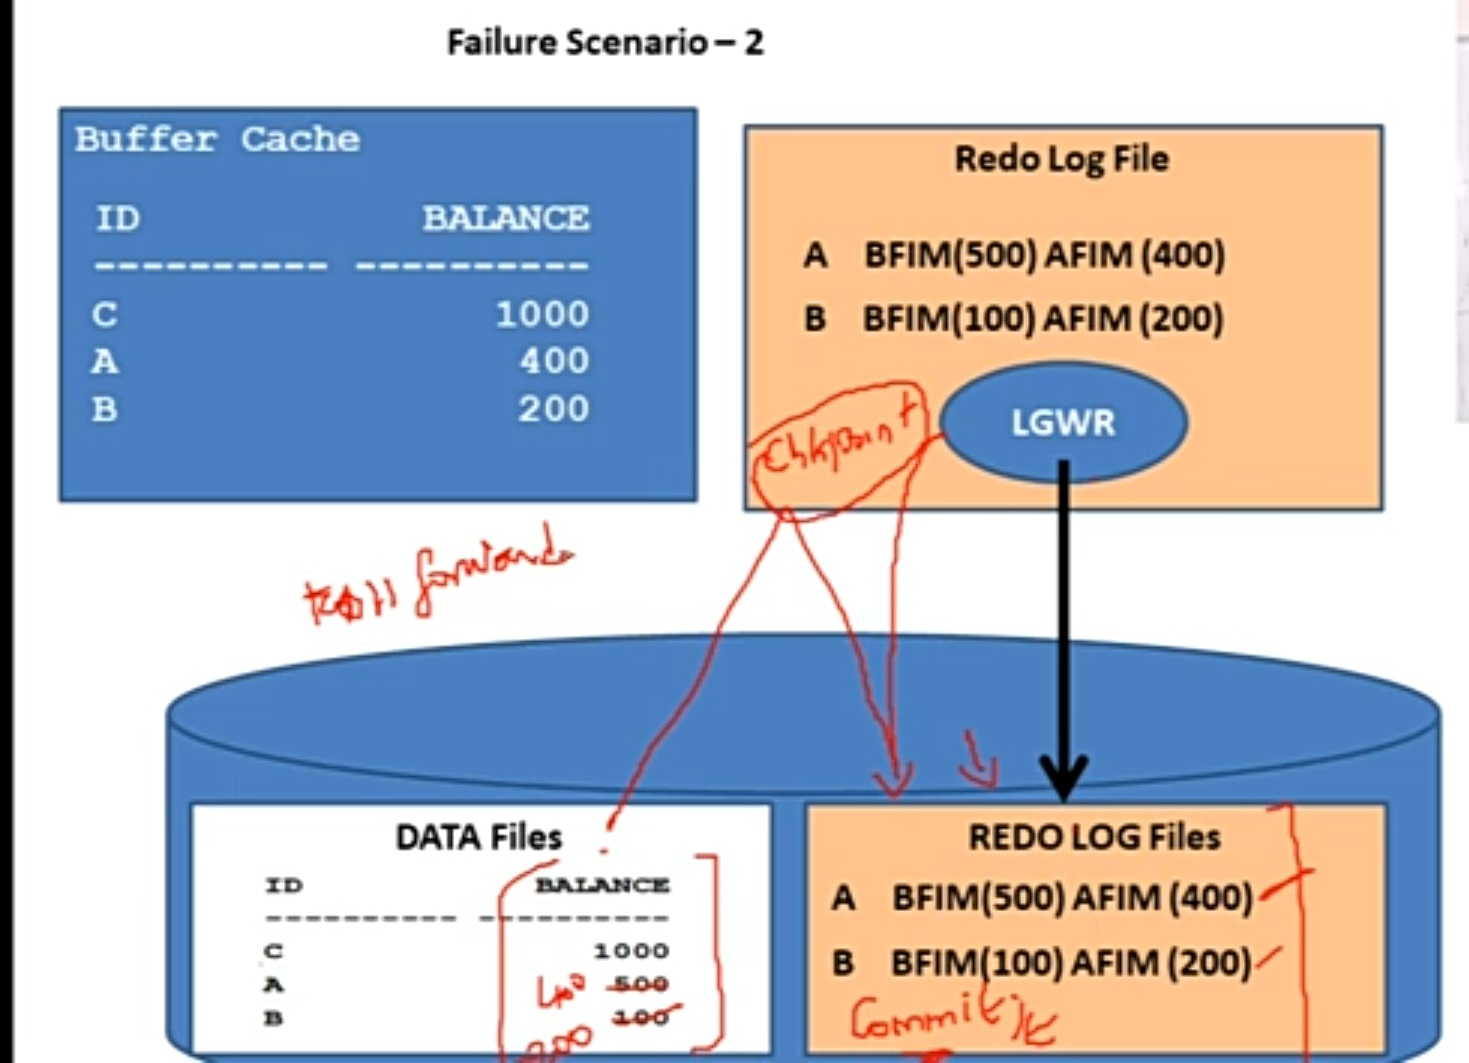 Failure Scenario – 2
Buffer Cache
ID BALANCE
---------- ----------
C 1000
A 400
B 200
Redo Log File
A BFIM(500) AFIM (400)
B BFIM(100) AFIM (200)
LGWR
Chkpoint
roll forward
DATA Files
ID BALANCE
---------- ----------
C 1000
A 400 500
B 200 100
REDO LOG Files
A BFIM(500) AFIM (400)
B BFIM(100) AFIM (200)
Commit;